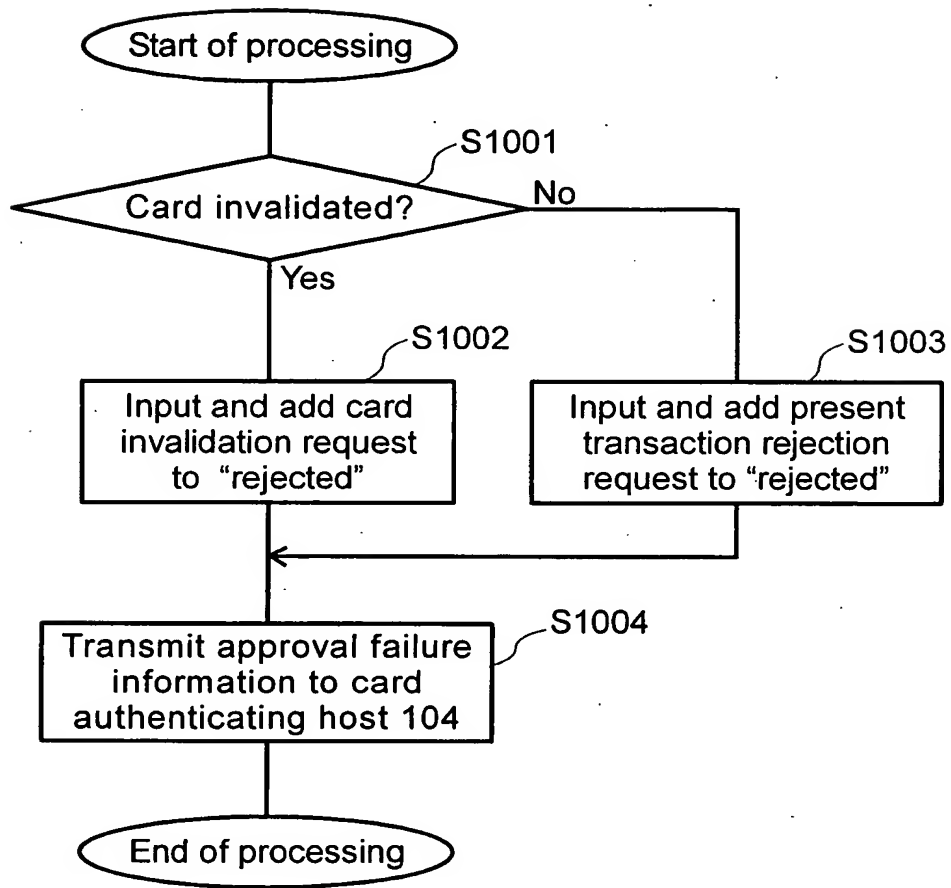 Start of processing
S1001
Card invalidated?
No
Yes
S1002
S1003
Input and add card
invalidation request
to "rejected"
Input and add present
transaction rejection
request to "rejected"
S1004
Transmit approval failure
information to card
authenticating host 104
End of processing